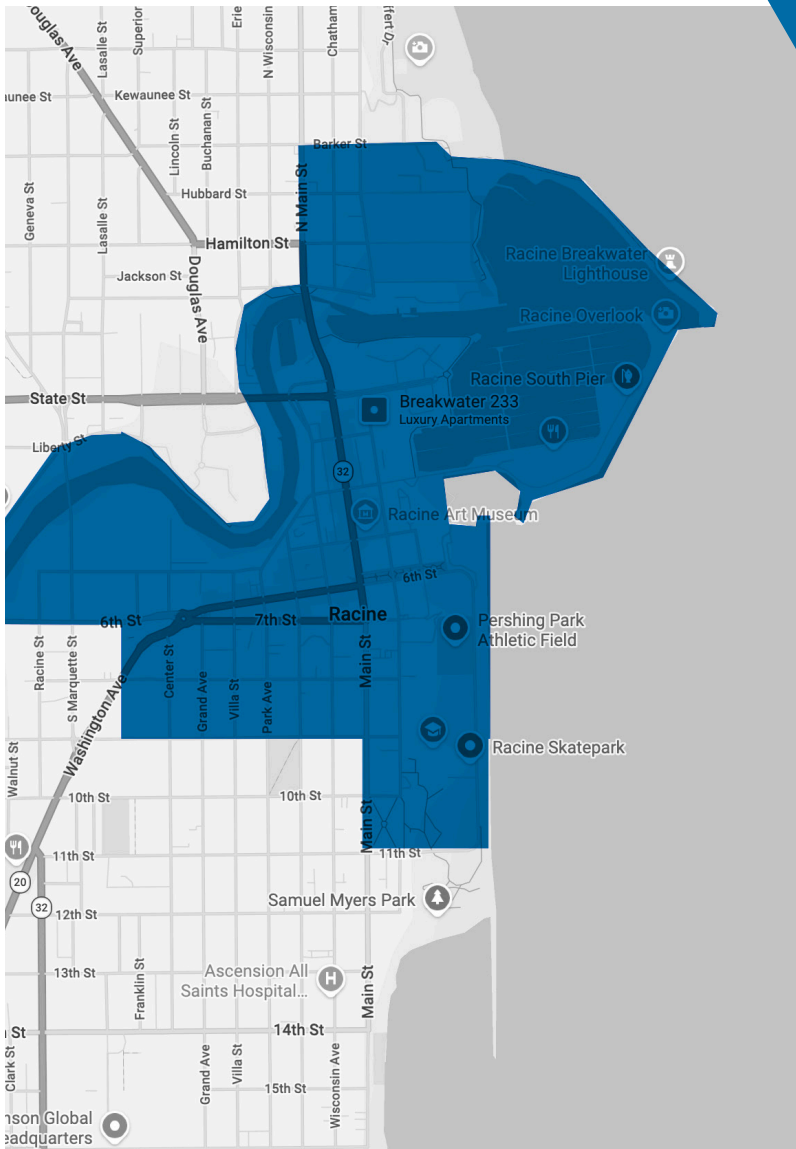 Douglas Ave
Lasalle St
Superior
Erie
N Wisconsin
Chatham
ffert Dr
aunee St
Kewaunee St
Lincoln St
Buchanan St
Barker St
Geneva St
Lasalle St
Hubbard St
N Main St
Hamilton St
Jackson St
Douglas Ave
Racine Breakwater
Lighthouse
Racine Overlook
Racine South Pier
State St
Breakwater 233
Luxury Apartments
Liberty St
32
Racine Art Museum
6th St
6th St
7th St
Racine
Pershing Park
Athletic Field
Racine St
S Marquette St
Washington Ave
Center St
Grand Ave
Villa St
Park Ave
Main St
Racine Skatepark
Walnut St
10th St
10th St
Main St
11th St
11th St
20
32
12th St
Samuel Myers Park
13th St
Franklin St
Ascension All
Saints Hospital...
H
Main St
St
14th St
Clark St
Grand Ave
Villa St
15th St
Wisconsin Ave
nson Global
eadquarters